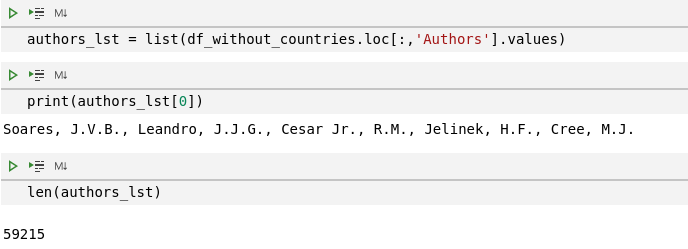 M↓
authors_lst = list(df_without_countries.loc[:,'Authors'].values)
M↓
print(authors_lst[0])
Soares, J.V.B., Leandro, J.J.G., Cesar Jr., R.M., Jelinek, H.F., Cree, M.J.
M↓
len(authors_lst)
59215